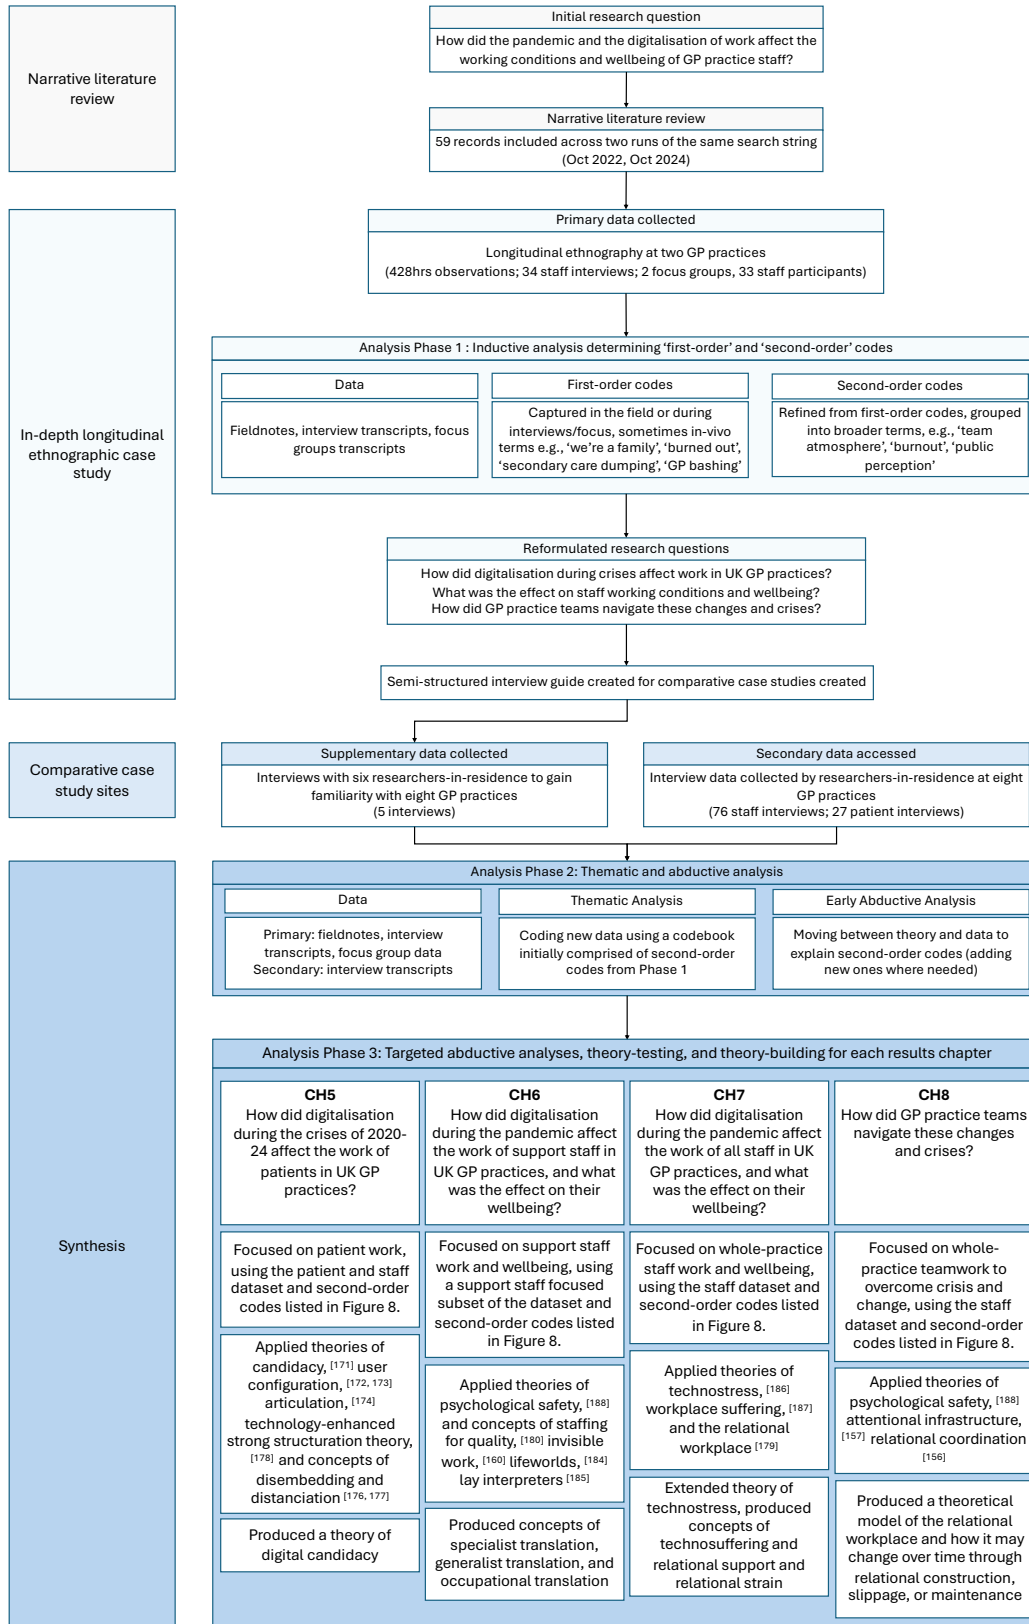 Narrative literature
review
Initial research question
How did the pandemic and the digitalisation of work affect the
working conditions and wellbeing of GP practice staff?
Narrative literature review
59 records included across two runs of the same search string
(Oct 2022, Oct 2024)
In-depth longitudinal
ethnographic case
study
Primary data collected
Longitudinal ethnography at two GP practices
(428hrs observations; 34 staff interviews; 2 focus groups, 33 staff participants)
Analysis Phase 1 : Inductive analysis determining ‘first-order’ and ‘second-order’ codes
Data
Fieldnotes, interview transcripts, focus
groups transcripts
First-order codes
Captured in the field or during
interviews/focus, sometimes in-vivo
terms e.g., ‘we’re a family’, ‘burned out’,
‘secondary care dumping’, ‘GP bashing’
Second-order codes
Refined from first-order codes, grouped
into broader terms, e.g., ‘team
atmosphere’, ‘burnout’, ‘public
perception’
Reformulated research questions
How did digitalisation during crises affect work in UK GP practices?
What was the effect on staff working conditions and wellbeing?
How did GP practice teams navigate these changes and crises?
Semi-structured interview guide created for comparative case studies created
Comparative case
study sites
Supplementary data collected
Interviews with six researchers-in-residence to gain
familiarity with eight GP practices
(5 interviews)
Secondary data accessed
Interview data collected by researchers-in-residence at eight
GP practices
(76 staff interviews; 27 patient interviews)
Synthesis
Analysis Phase 2: Thematic and abductive analysis
Data
Primary: fieldnotes, interview
transcripts, focus group data
Secondary: interview transcripts
Thematic Analysis
Coding new data using a codebook
initially comprised of second-order
codes from Phase 1
Early Abductive Analysis
Moving between theory and data to
explain second-order codes (adding
new ones where needed)
Analysis Phase 3: Targeted abductive analyses, theory-testing, and theory-building for each results chapter
CH5
How did digitalisation
during the crises of 2020-
24 affect the work of
patients in UK GP
practices?
Focused on patient work,
using the patient and staff
dataset and second-order
codes listed in Figure 8.
Applied theories of
candidacy, [171] user
configuration, [172, 173]
articulation, [174]
technology-enhanced
strong structuration theory,
[178] and concepts of
disembedding and
distanciation [176, 177]
Produced a theory of
digital candidacy
CH6
How did digitalisation
during the pandemic affect
the work of support staff in
UK GP practices, and what
was the effect on their
wellbeing?
Focused on support staff
work and wellbeing, using
a support staff focused
subset of the dataset and
second-order codes listed
in Figure 8.
Applied theories of
psychological safety, [188]
and concepts of staffing
for quality, [180] invisible
work, [160] lifeworlds, [184]
lay interpreters [185]
Produced concepts of
specialist translation,
generalist translation, and
occupational translation
CH7
How did digitalisation
during the pandemic affect
the work of all staff in UK
GP practices, and what
was the effect on their
wellbeing?
Focused on whole-practice
staff work and wellbeing,
using the staff dataset and
second-order codes listed
in Figure 8.
Applied theories of
technostress, [186]
workplace suffering, [187]
and the relational
workplace [179]
Extended theory of
technostress, produced
concepts of
technosuffering and
relational support and
relational strain
CH8
How did GP practice teams
navigate these changes
and crises?
Focused on whole-
practice teamwork to
overcome crisis and
change, using the staff
dataset and second-order
codes listed in Figure 8.
Applied theories of
psychological safety, [188]
attentional infrastructure,
[157] relational coordination
[156]
Produced a theoretical
model of the relational
workplace and how it may
change over time through
relational construction,
slippage, or maintenance